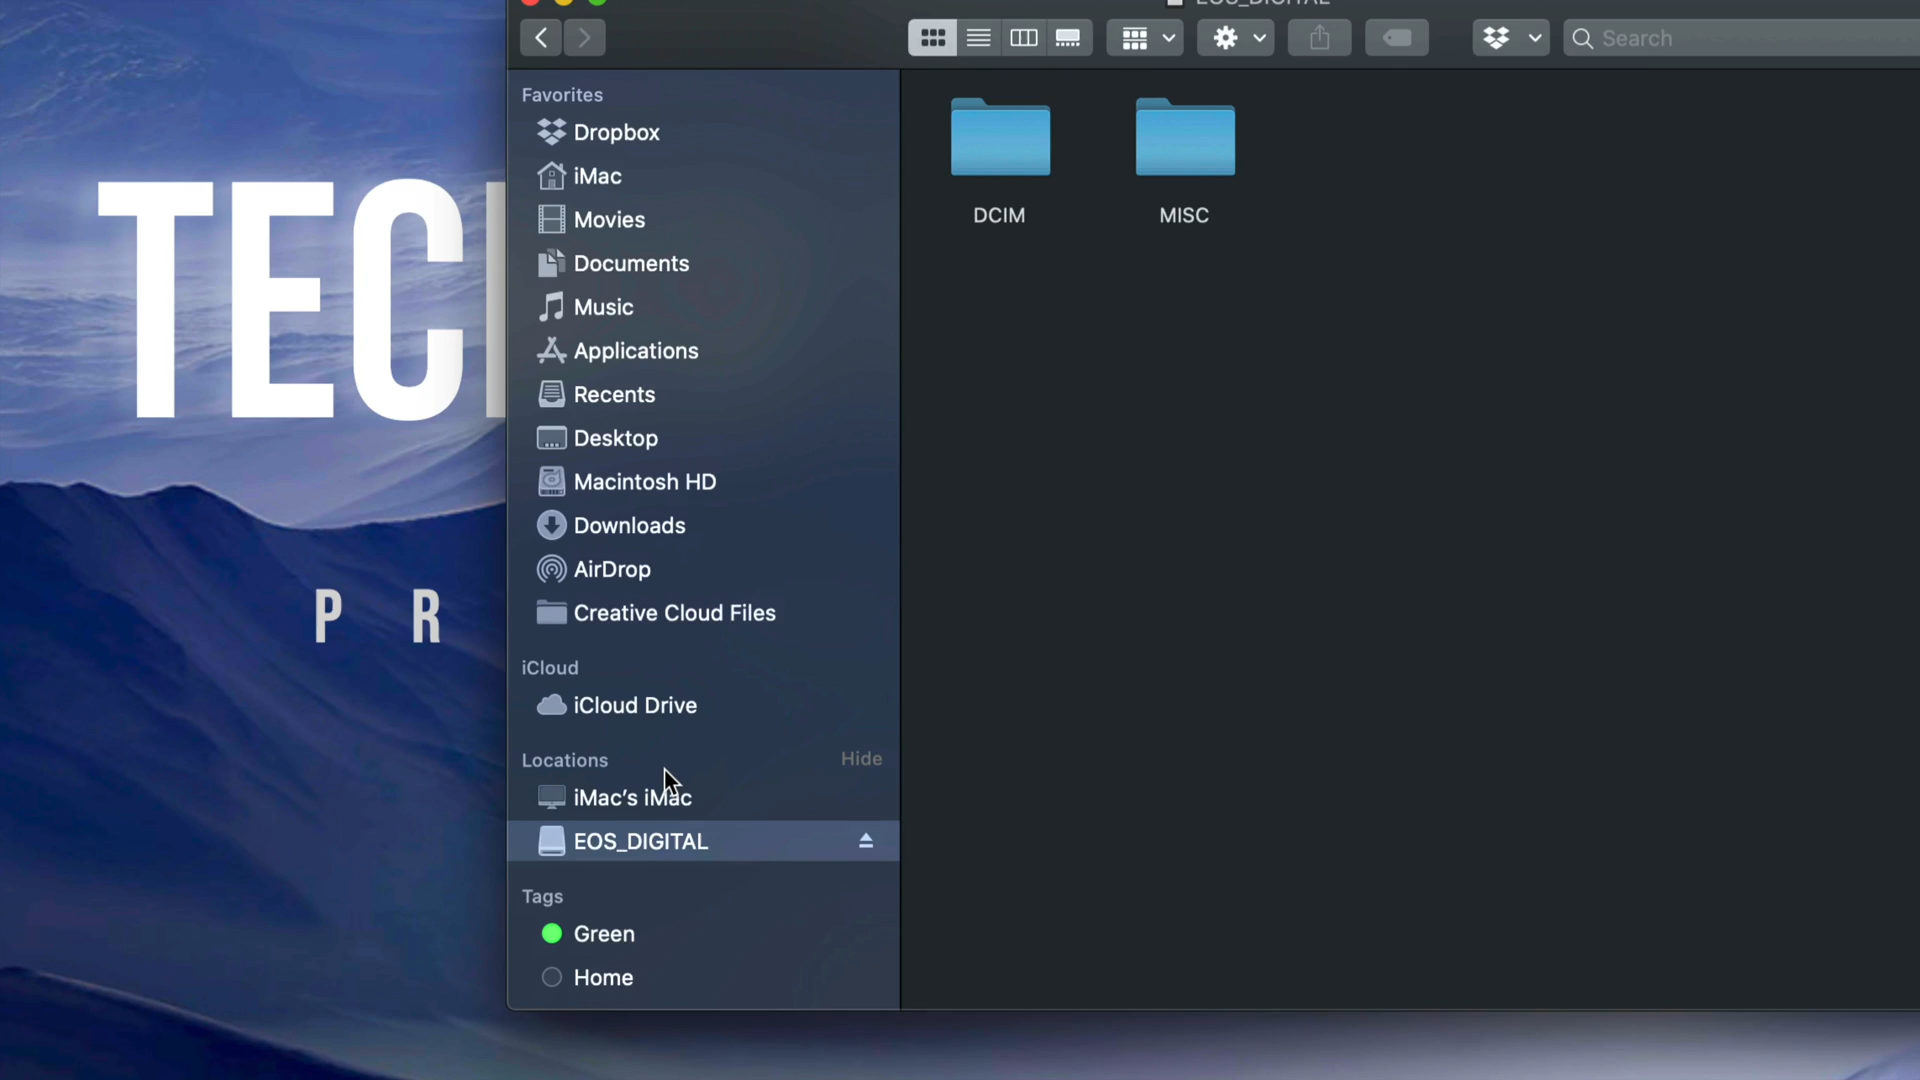 EOS_DIGITAL
Search
Favorites
Dropbox
iMac
Movies
Documents
Music
Applications
Recents
Desktop
Macintosh HD
Downloads
AirDrop
Creative Cloud Files
iCloud
iCloud Drive
Locations
Hide
iMac's iMac
EOS_DIGITAL
Tags
Green
Home
DCIM
MISC
TEC
P R